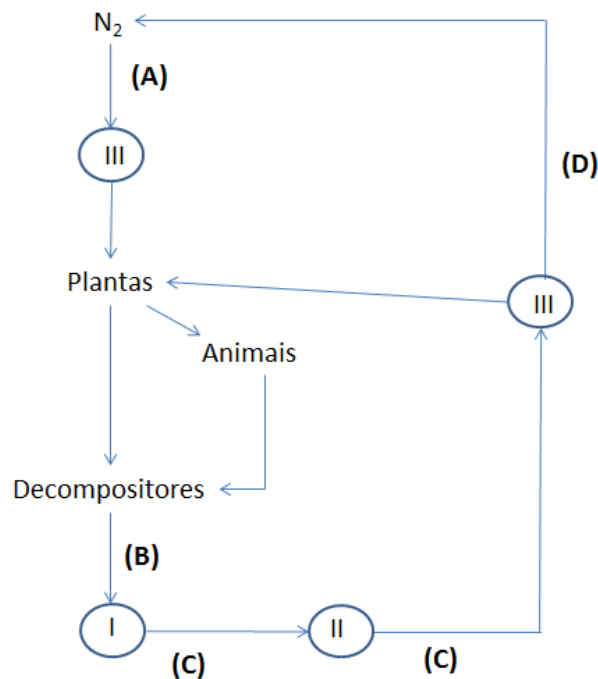 N₂
(A)
III
(D)
Plantas
III
Animais
Decompositores
(B)
I
II
(C)
(C)